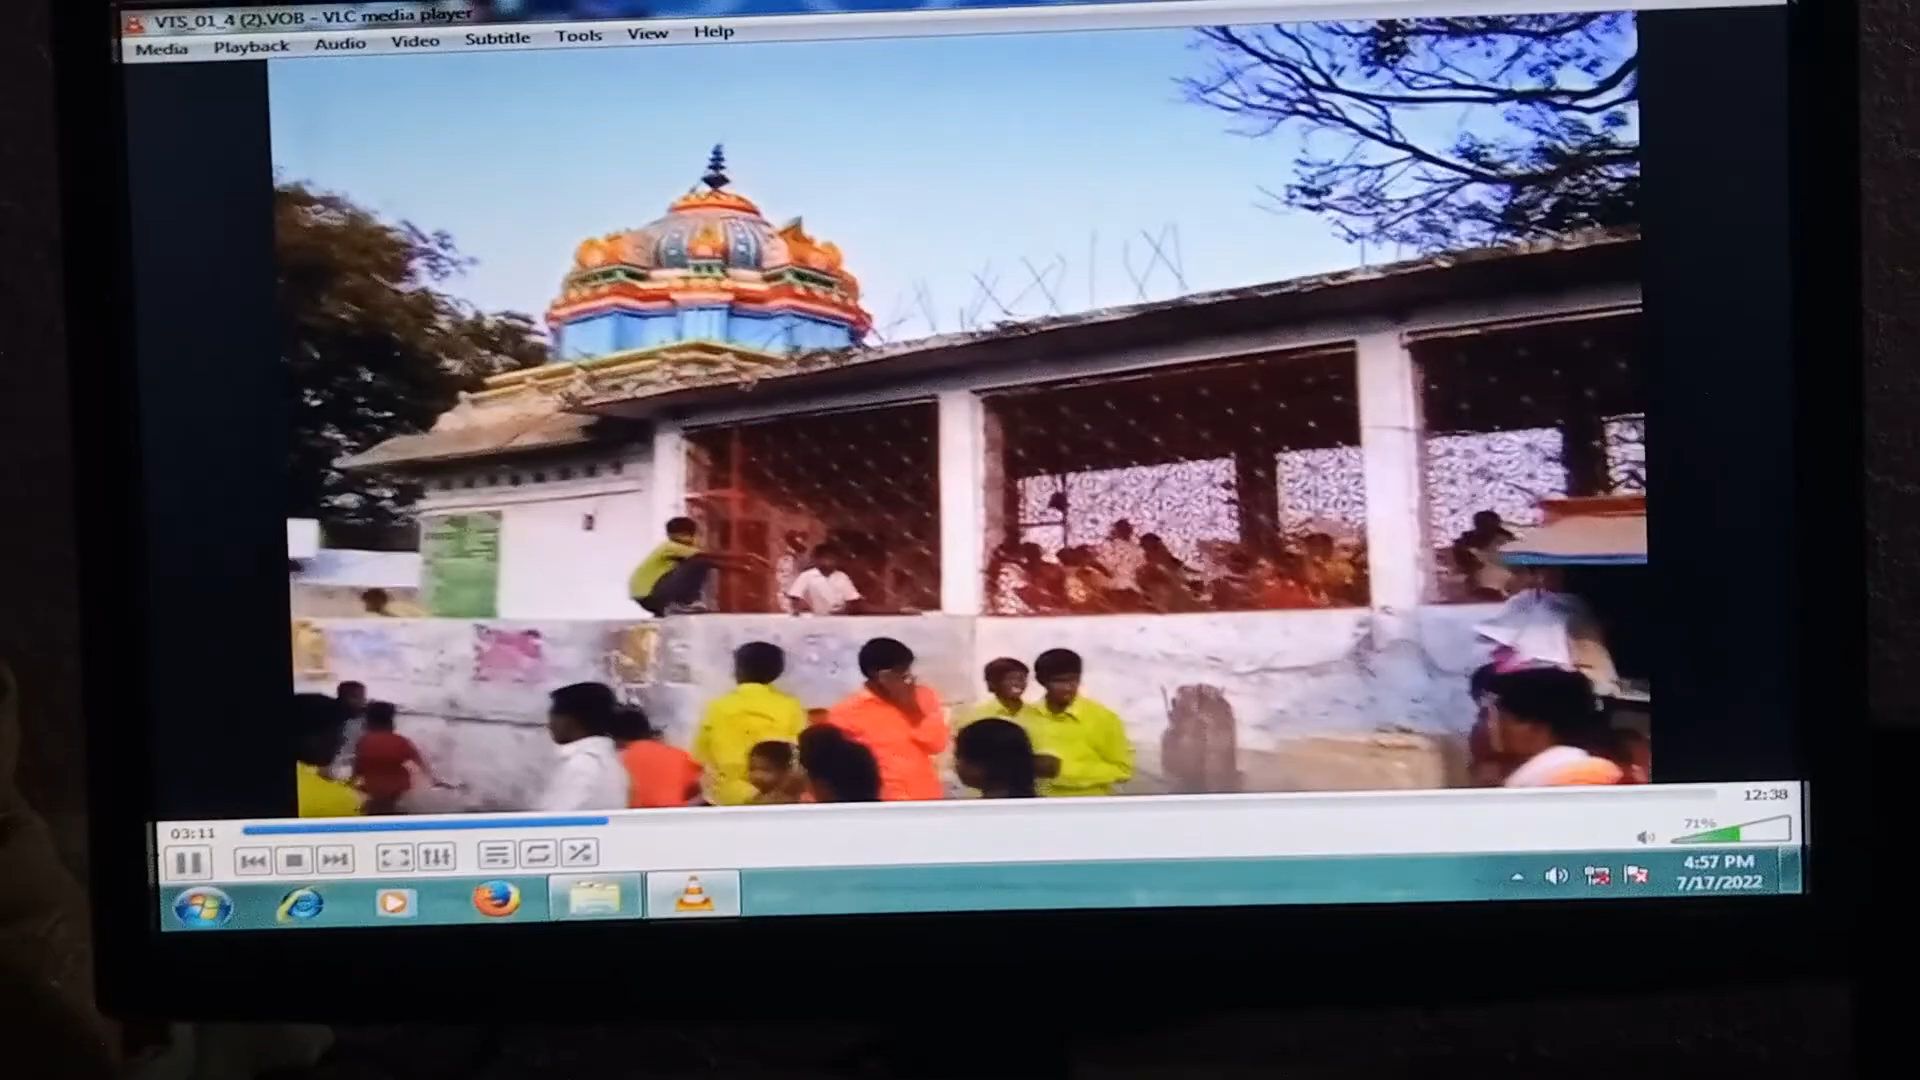 VTS_01_4 (2).VOB - VLC media player
Media Playback Audio Video Subtitle Tools View Help
03:11
12:38
71%
4:57 PM
7/17/2022